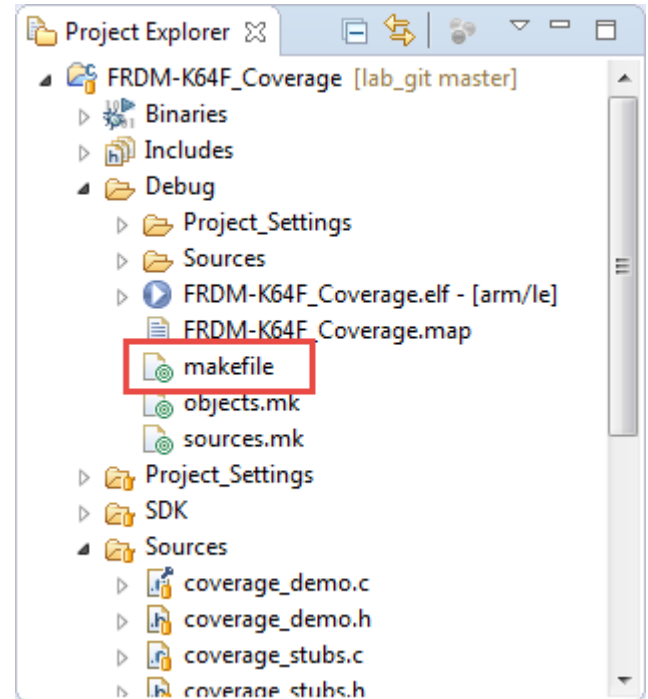 Project Explorer
FRDM-K64F_Coverage [lab_git master]
Binaries
Includes
Debug
Project_Settings
Sources
FRDM-K64F_Coverage.elf - [arm/le]
FRDM-K64F_Coverage.map
makefile
objects.mk
sources.mk
Project_Settings
SDK
Sources
coverage_demo.c
coverage_demo.h
coverage_stubs.c
coverage_stubs.h